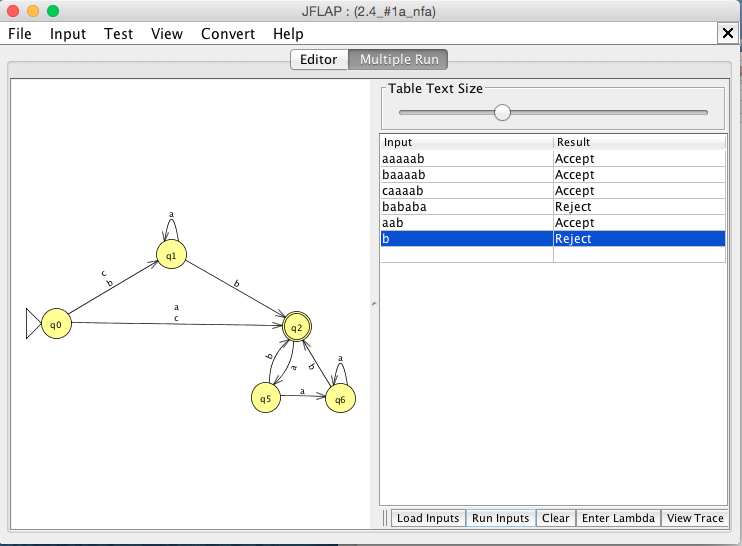 JFLAP : (2.4_#1a_nfa)
File Input Test View Convert Help
Editor Multiple Run
Table Text Size
Input Result
aaaaab Accept
baaaab Accept
caaaab Accept
bababa Reject
aab Accept
b Reject
a
q1
c
b
b
q0
a
c
q2
b
a
b
a
q5
a
q6
Load Inputs Run Inputs Clear Enter Lambda View Trace